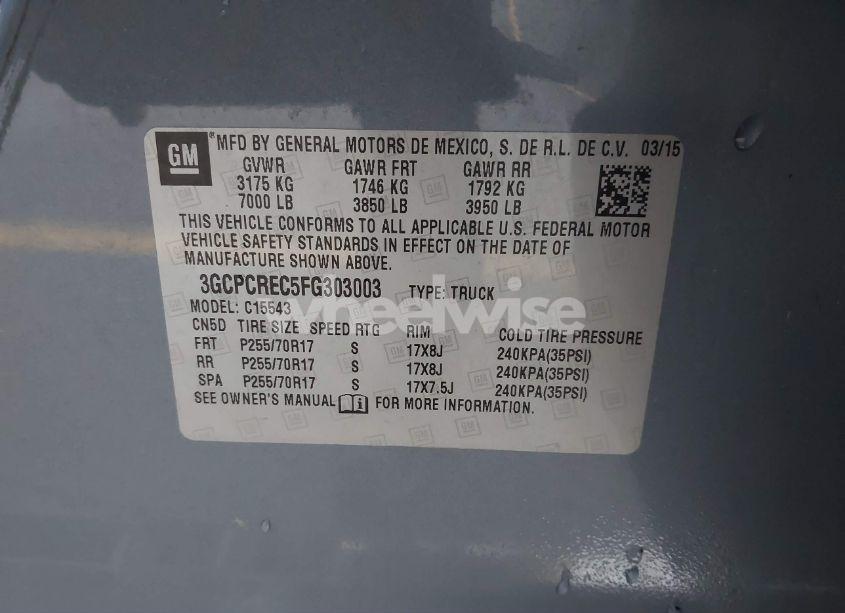 GM ® MFD BY GENERAL MOTORS DE MEXICO, S. DE R.L. DE C.V. 03/15
GVWR GAWR FRT GAWR RR
3175 KG 1746 KG 1792 KG
7000 LB 3850 LB 3950 LB
THIS VEHICLE CONFORMS TO ALL APPLICABLE U.S. FEDERAL MOTOR
VEHICLE SAFETY STANDARDS IN EFFECT ON THE DATE OF
MANUFACTURE SHOWN ABOVE.
3GCPCREC5FG303003 TYPE: TRUCK
wheelwise
MODEL: C15543
CN5D TIRE SIZE SPEED RTG RIM COLD TIRE PRESSURE
FRT P255/70R17 S 17X8J 240KPA(35PSI)
RR P255/70R17 S 17X8J 240KPA(35PSI)
SPA P255/70R17 S 17X7.5J 240KPA(35PSI)
SEE OWNER'S MANUAL FOR MORE INFORMATION.